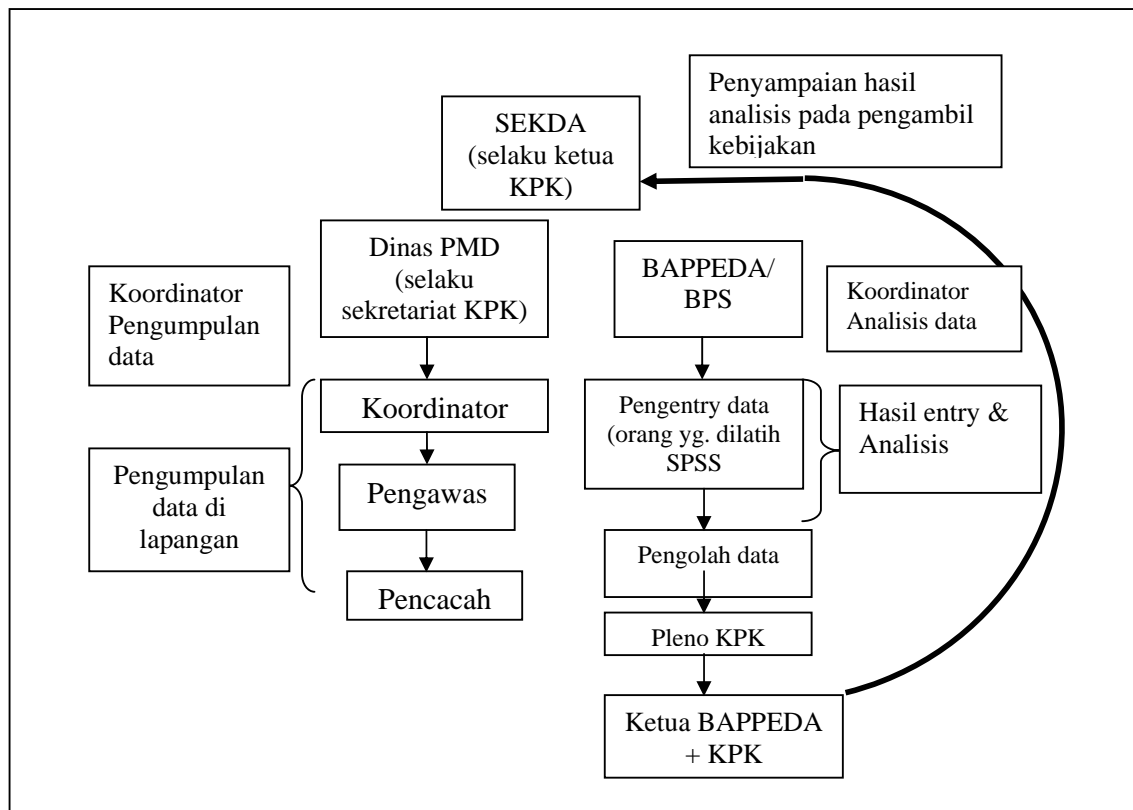 Penyampaian hasil
analisis pada pengambil
kebijakan
SEKDA
(selaku ketua
KPK)
Dinas PMD
(selaku
sekretariat KPK)
BAPPEDA/
BPS
Koordinator
Pengumpulan
data
Koordinator
Analisis data
Koordinator
Pengentry data
(orang yg. dilatih
SPSS
Hasil entry &
Analisis
Pengumpulan
data di
lapangan
Pengawas
Pengolah data
Pencacah
Pleno KPK
Ketua BAPPEDA
+ KPK